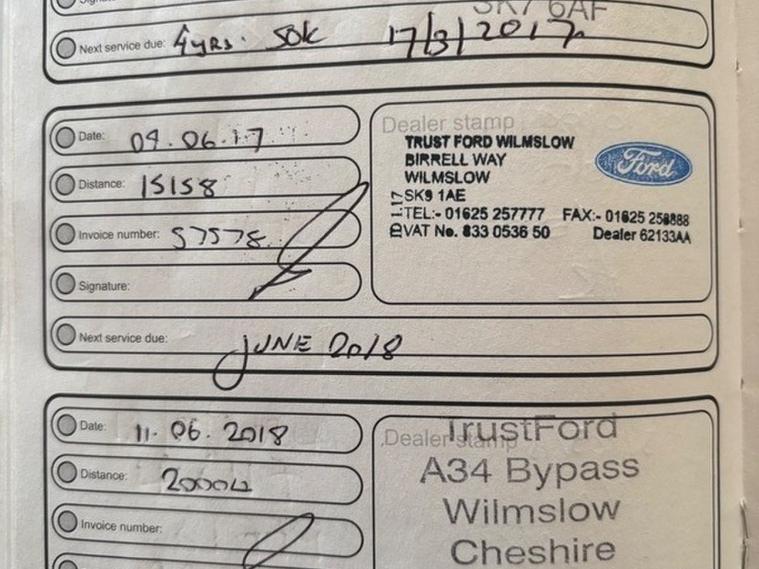 SK7 6AF
Next service due: 4yrs. 50k 17/3/2017
Date: 09.06.17
Distance: 15158
Invoice number: 57578
Signature:
Next service due: JUNE 2018
Dealer stamp
TRUST FORD WILMSLOW
BIRRELL WAY
WILMSLOW
SK9 1AE
TEL:- 01625 257777 FAX:- 01625 258888
VAT No. 833 0536 50 Dealer 62133AA
Ford
Date: 11.06.2018
Distance: 20004
Invoice number:
Dealer stamp
TrustFord
A34 Bypass
Wilmslow
Cheshire